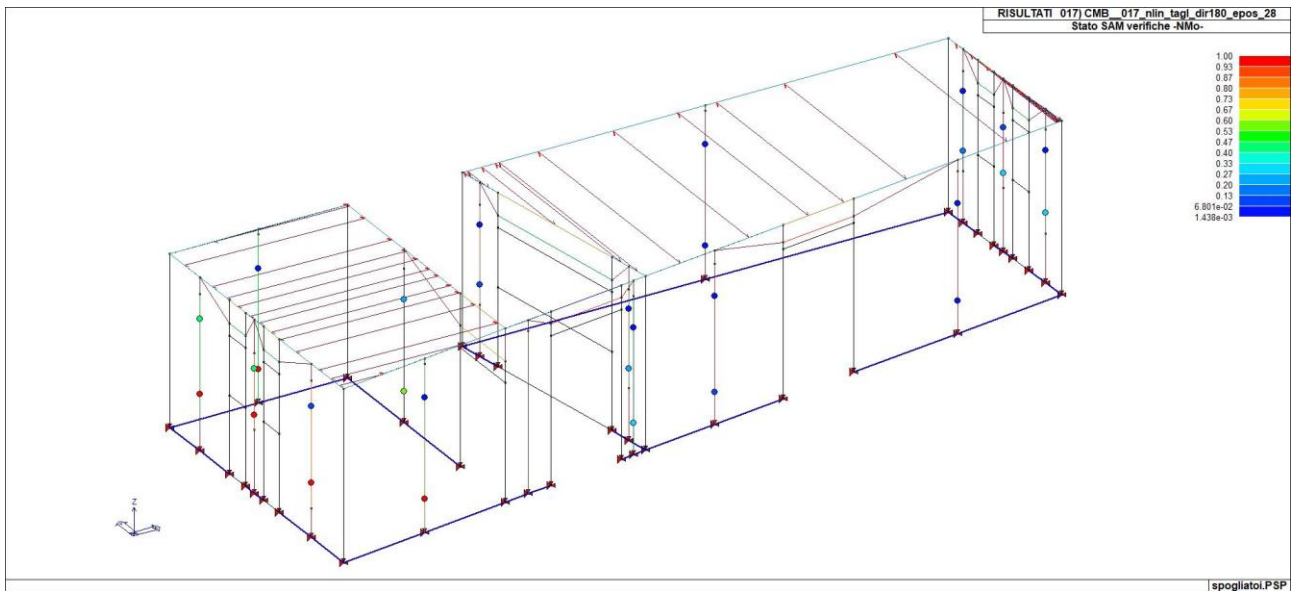 RISULTATI 017) CMB__017_nlin_tagl_dir180_epos_28
Stato SAM verifiche -NMo-
1.00
0.93
0.87
0.80
0.73
0.67
0.60
0.53
0.47
0.40
0.33
0.27
0.20
0.13
6.801e-02
1.438e-03
Z
spogliatoi.PSP